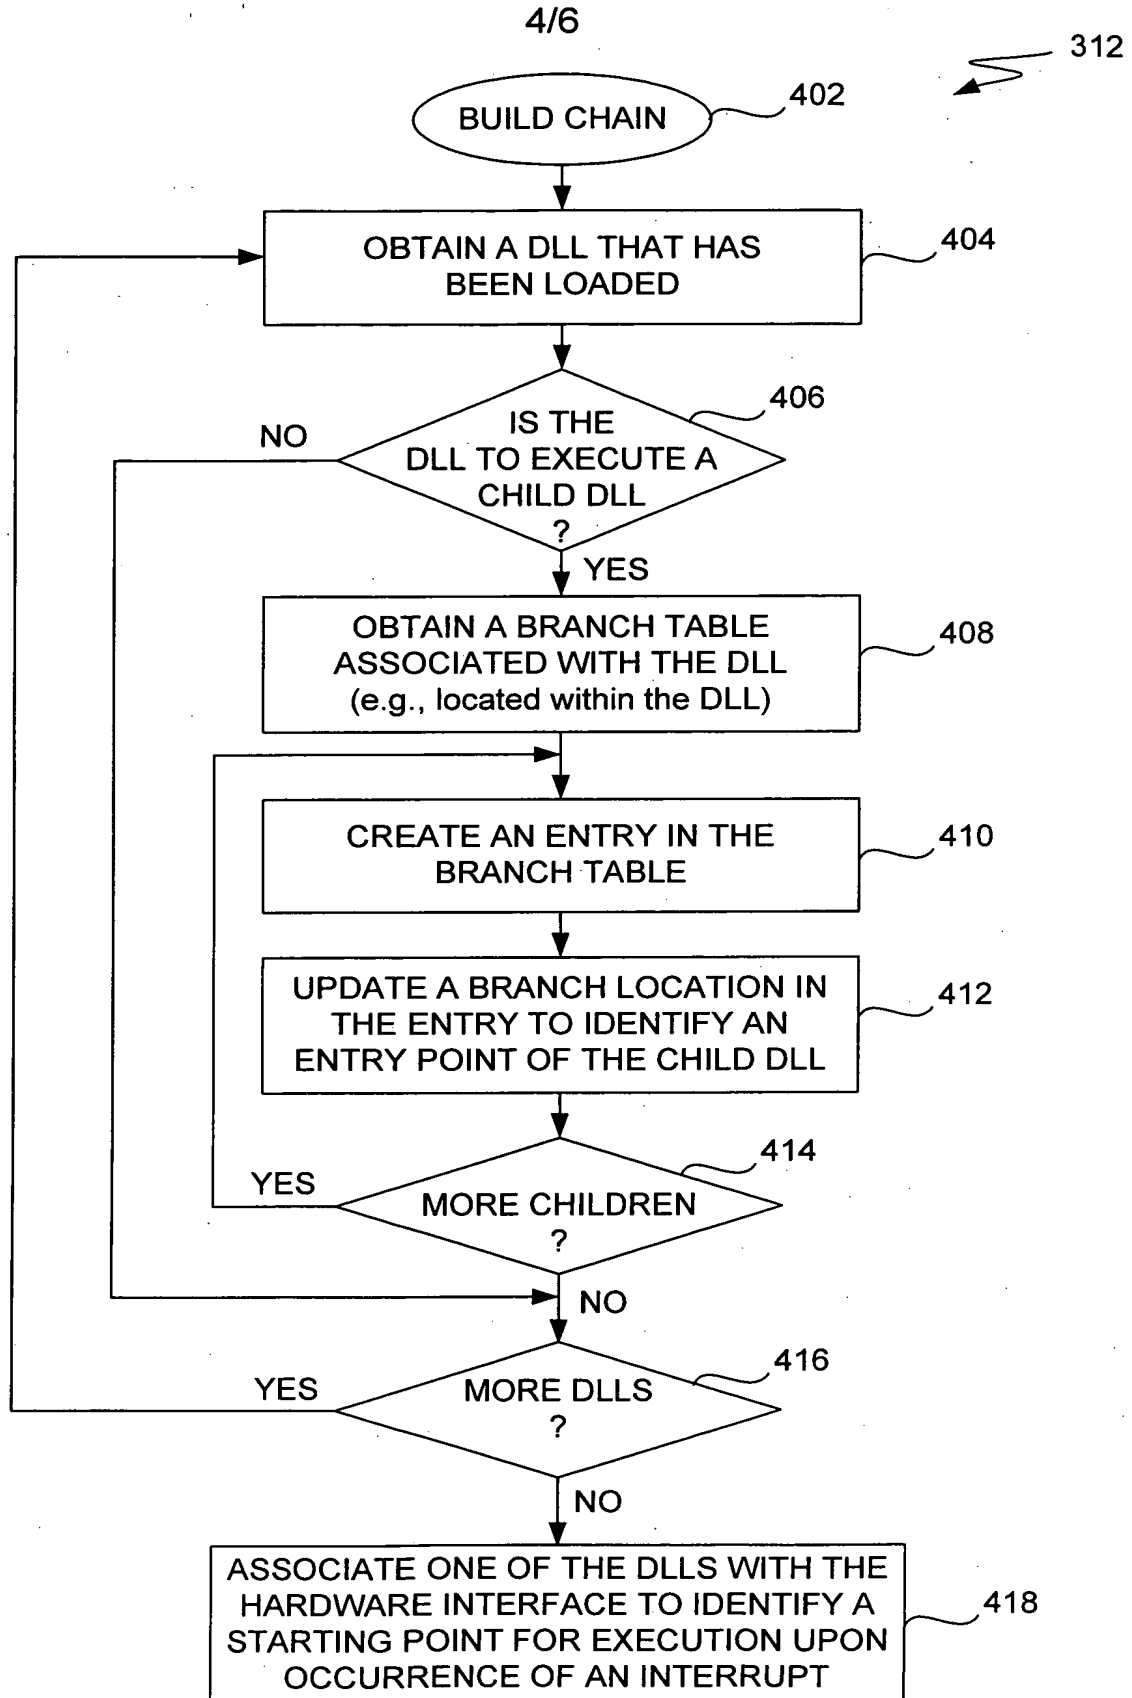 4/6
312
BUILD CHAIN
402
OBTAIN A DLL THAT HAS
BEEN LOADED
404
IS THE
DLL TO EXECUTE A
CHILD DLL
?
406
NO
YES
OBTAIN A BRANCH TABLE
ASSOCIATED WITH THE DLL
(e.g., located within the DLL)
408
CREATE AN ENTRY IN THE
BRANCH TABLE
410
UPDATE A BRANCH LOCATION IN
THE ENTRY TO IDENTIFY AN
ENTRY POINT OF THE CHILD DLL
412
MORE CHILDREN
?
414
YES
NO
MORE DLLS
?
416
YES
NO
ASSOCIATE ONE OF THE DLLS WITH THE
HARDWARE INTERFACE TO IDENTIFY A
STARTING POINT FOR EXECUTION UPON
OCCURRENCE OF AN INTERRUPT
418